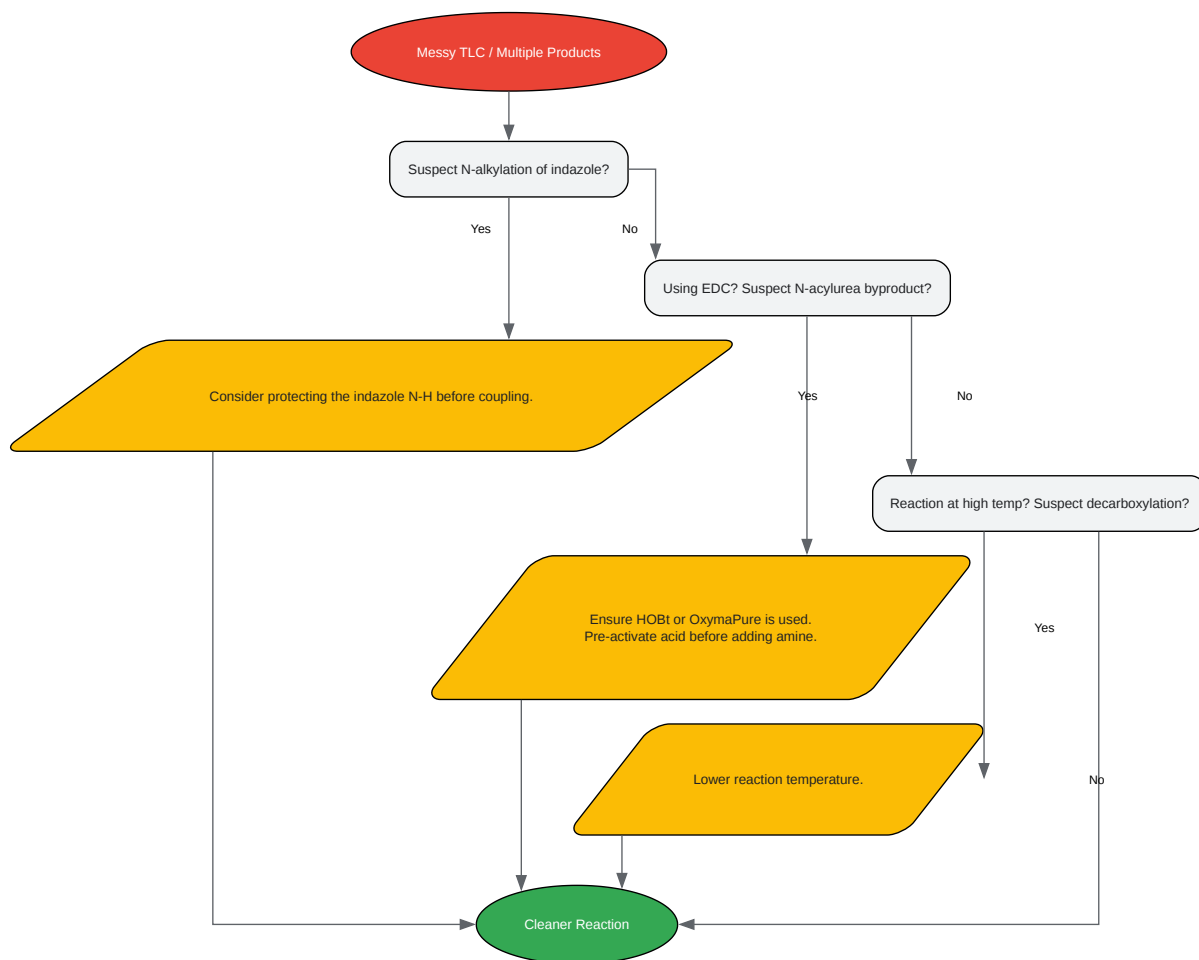 Messy TLC / Multiple Products
Suspect N-alkylation of indazole?
Yes
No
Using EDC? Suspect N-acylurea byproduct?
Consider protecting the indazole N-H before coupling.
Yes
No
Reaction at high temp? Suspect decarboxylation?
Ensure HOBt or OxymaPure is used.
Pre-activate acid before adding amine.
Yes
Lower reaction temperature.
No
Cleaner Reaction